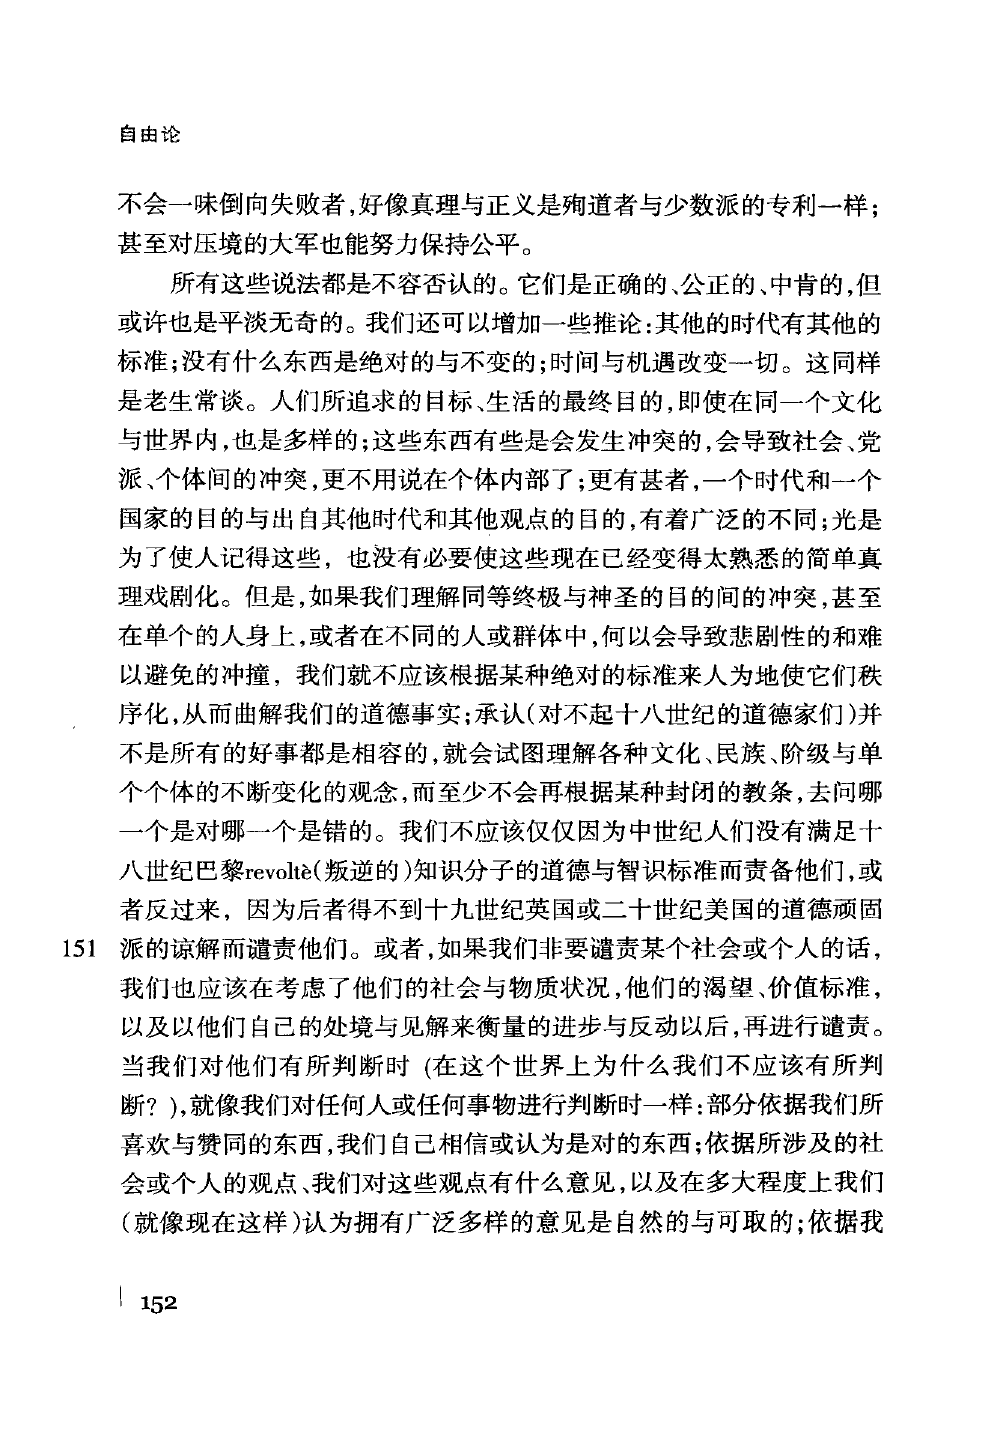 自由论
不会一味倒向失败者,好像真理与正义是殉道者与少数派的专利一样;
甚至对压境的大军也能努力保持公平。
所有这些说法都是不容否认的。它们是正确的、公正的、中肯的,但
或许也是平淡无奇的。我们还可以增加一些推论:其他的时代有其他的
标准;没有什么东西是绝对的与不变的;时间与机遇改变一切。这同样
是老生常谈。人们所追求的目标、生活的最终目的,即使在同一个文化
与世界内,也是多样的;这些东西有些是会发生冲突的,会导致社会、党
派、个体间的冲突,更不用说在个体内部了;更有甚者,一个时代和一个
国家的目的与出自其他时代和其他观点的目的,有着广泛的不同;光是
为了使人记得这些,也没有必要使这些现在已经变得太熟悉的简单真
理戏剧化。但是,如果我们理解同等终极与神圣的目的间的冲突,甚至
在单个的人身上,或者在不同的人或群体中,何以会导致悲剧性的和难
以避免的冲撞,我们就不应该根据某种绝对的标准来人为地使它们秩
序化,从而曲解我们的道德事实;承认(对不起十八世纪的道德家们)并
不是所有的好事都是相容的,就会试图理解各种文化、民族、阶级与单
个个体的不断变化的观念,而至少不会再根据某种封闭的教条,去问哪
一个是对哪一个是错的。我们不应该仅仅因为中世纪人们没有满足十
八世纪巴黎revoltè(叛逆的)知识分子的道德与智识标准而责备他们,或
者反过来,因为后者得不到十九世纪英国或二十世纪美国的道德顽固
151 派的谅解而谴责他们。或者,如果我们非要谴责某个社会或个人的话,
我们也应该在考虑了他们的社会与物质状况,他们的渴望、价值标准,
以及以他们自己的处境与见解来衡量的进步与反动以后,再进行谴责。
当我们对他们有所判断时(在这个世界上为什么我们不应该有所判
断?),就像我们对任何人或任何事物进行判断时一样:部分依据我们所
喜欢与赞同的东西,我们自己相信或认为是对的东西;依据所涉及的社
会或个人的观点、我们对这些观点有什么意见,以及在多大程度上我们
(就像现在这样)认为拥有广泛多样的意见是自然的与可取的;依据我
152